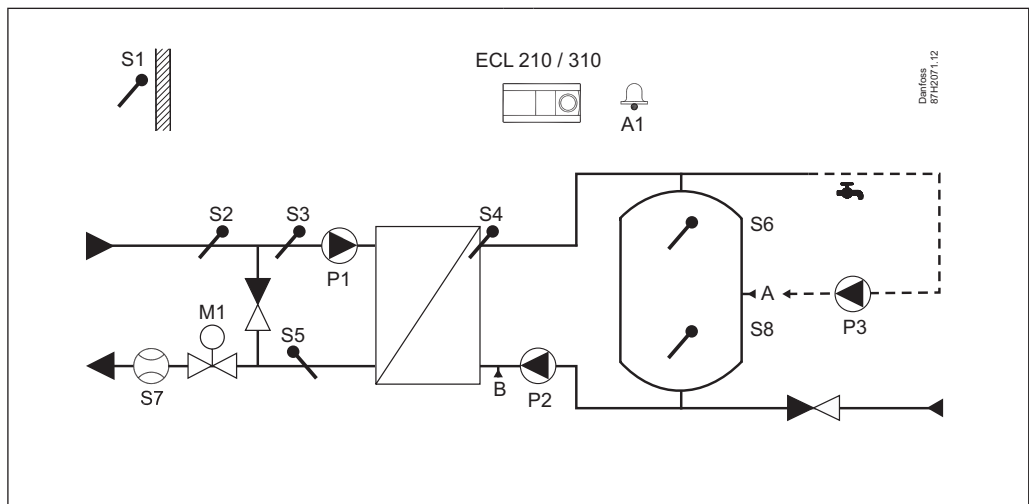 S1
ECL 210 / 310
A1
Danfoss
87H2071.12
S2
S3
P1
S4
S6
A
P3
S8
M1
S5
S7
B
P2